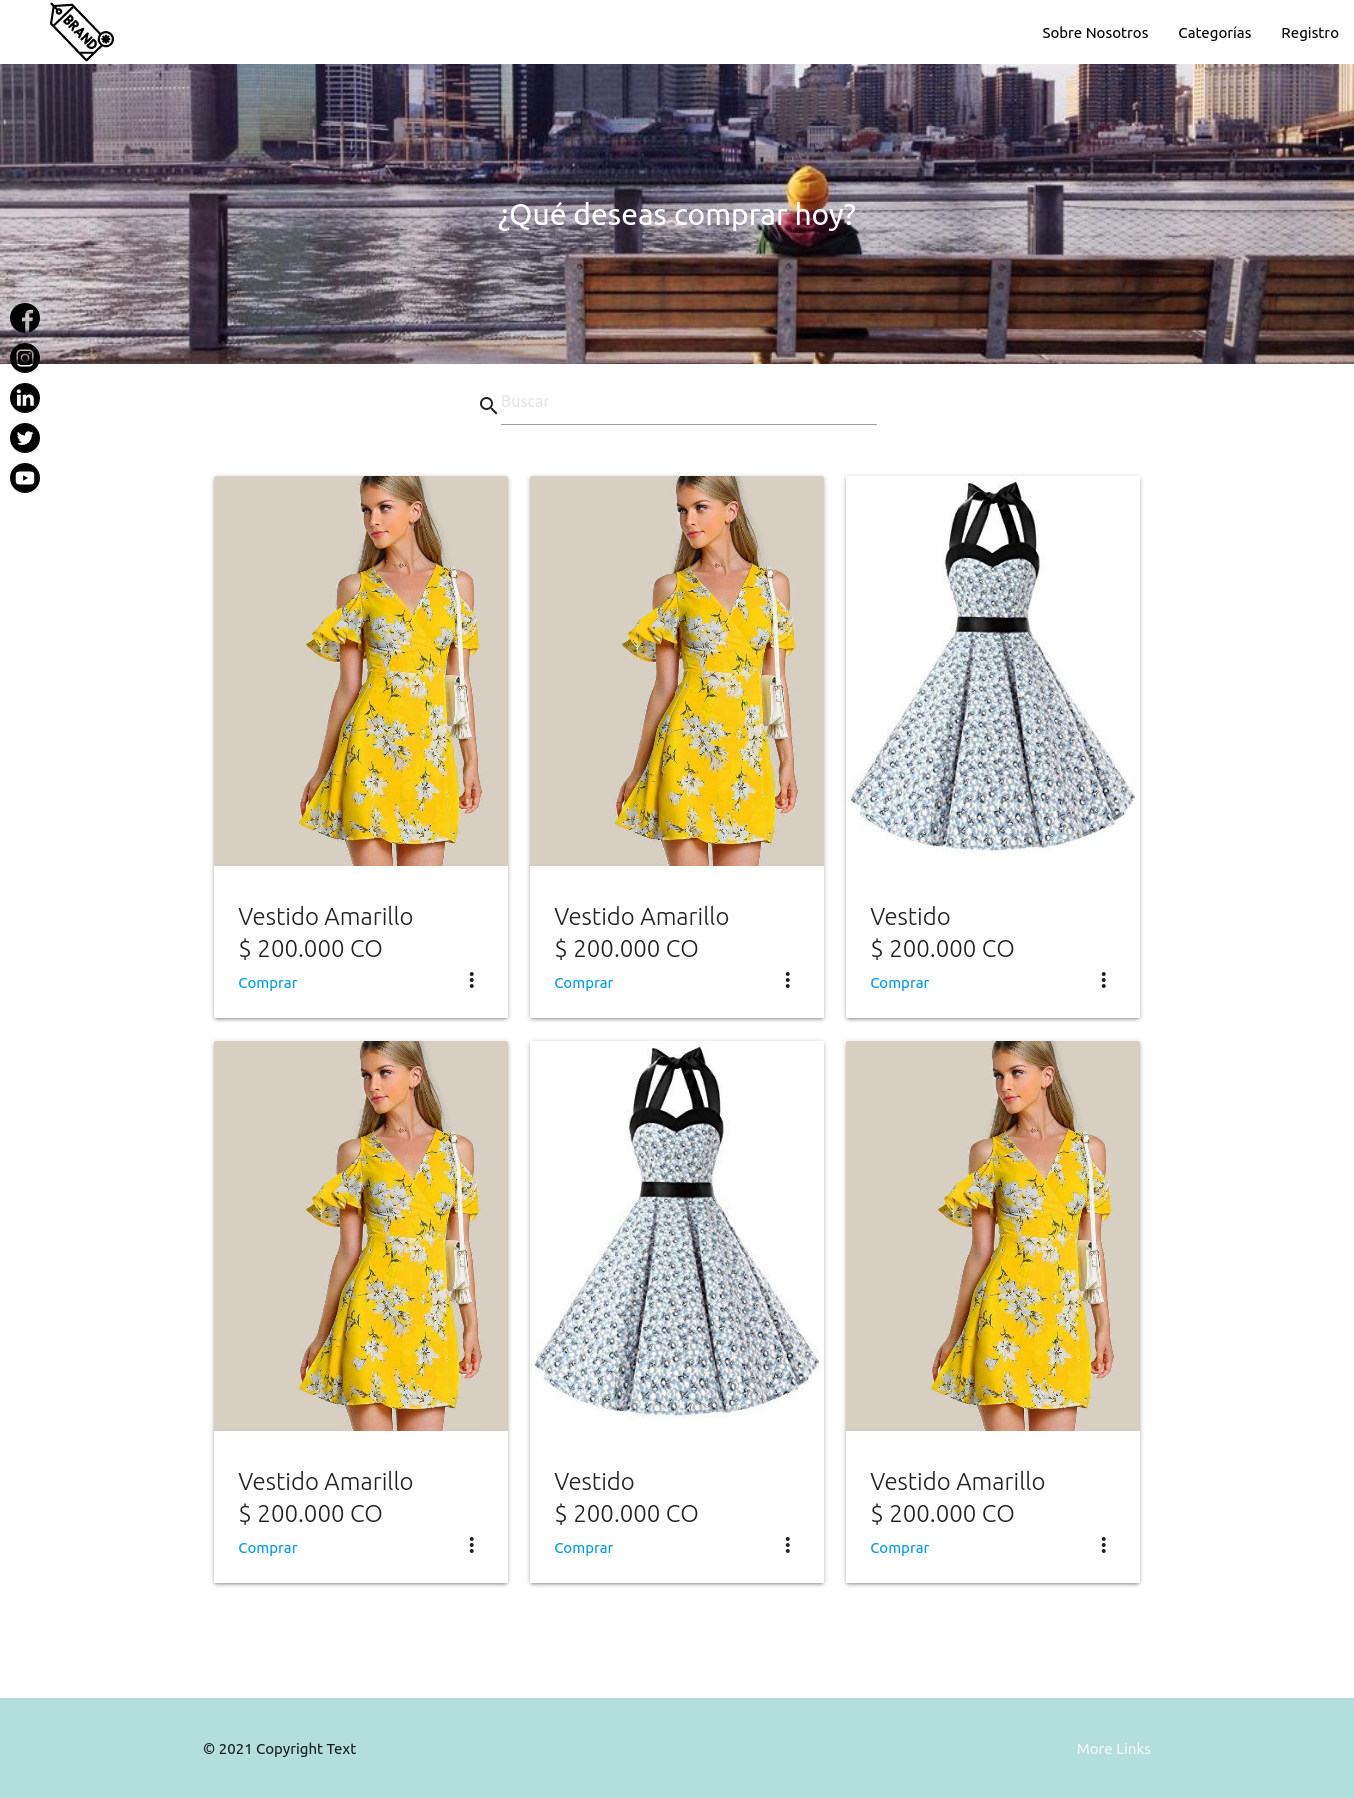 BRAND
Sobre Nosotros Categorías Registro
¿Qué deseas comprar hoy?
Buscar
Vestido Amarillo
$ 200.000 CO
Comprar
Vestido Amarillo
$ 200.000 CO
Comprar
Vestido
$ 200.000 CO
Comprar
Vestido Amarillo
$ 200.000 CO
Comprar
Vestido
$ 200.000 CO
Comprar
Vestido Amarillo
$ 200.000 CO
Comprar
© 2021 Copyright Text
More Links